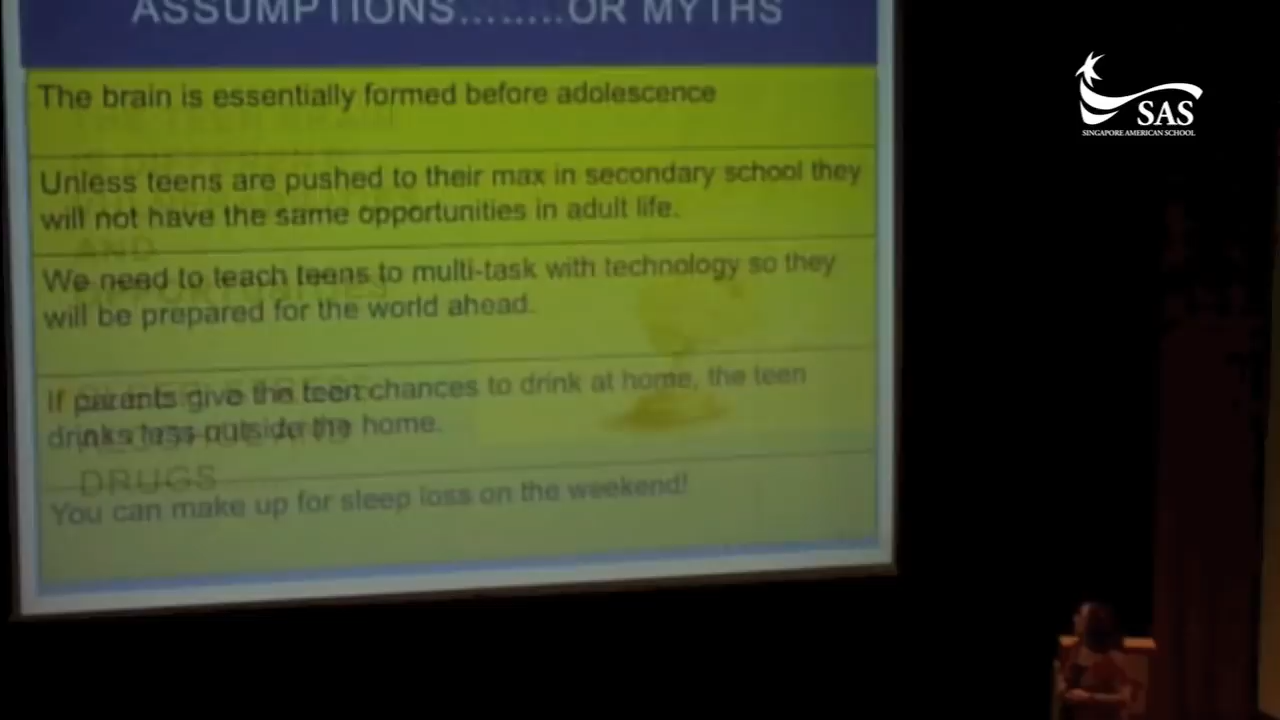 ASSUMPTIONS........OR MYTHS
The brain is essentially formed before adolescence
Unless teens are pushed to their max in secondary school they
will not have the same opportunities in adult life.
We need to teach teens to multi-task with technology so they
will be prepared for the world ahead.
If parents give the teen chances to drink at home, the teen
drinks less outside the home.
You can make up for sleep loss on the weekend!
AND
DRUGS
SAS
SINGAPORE AMERICAN SCHOOL